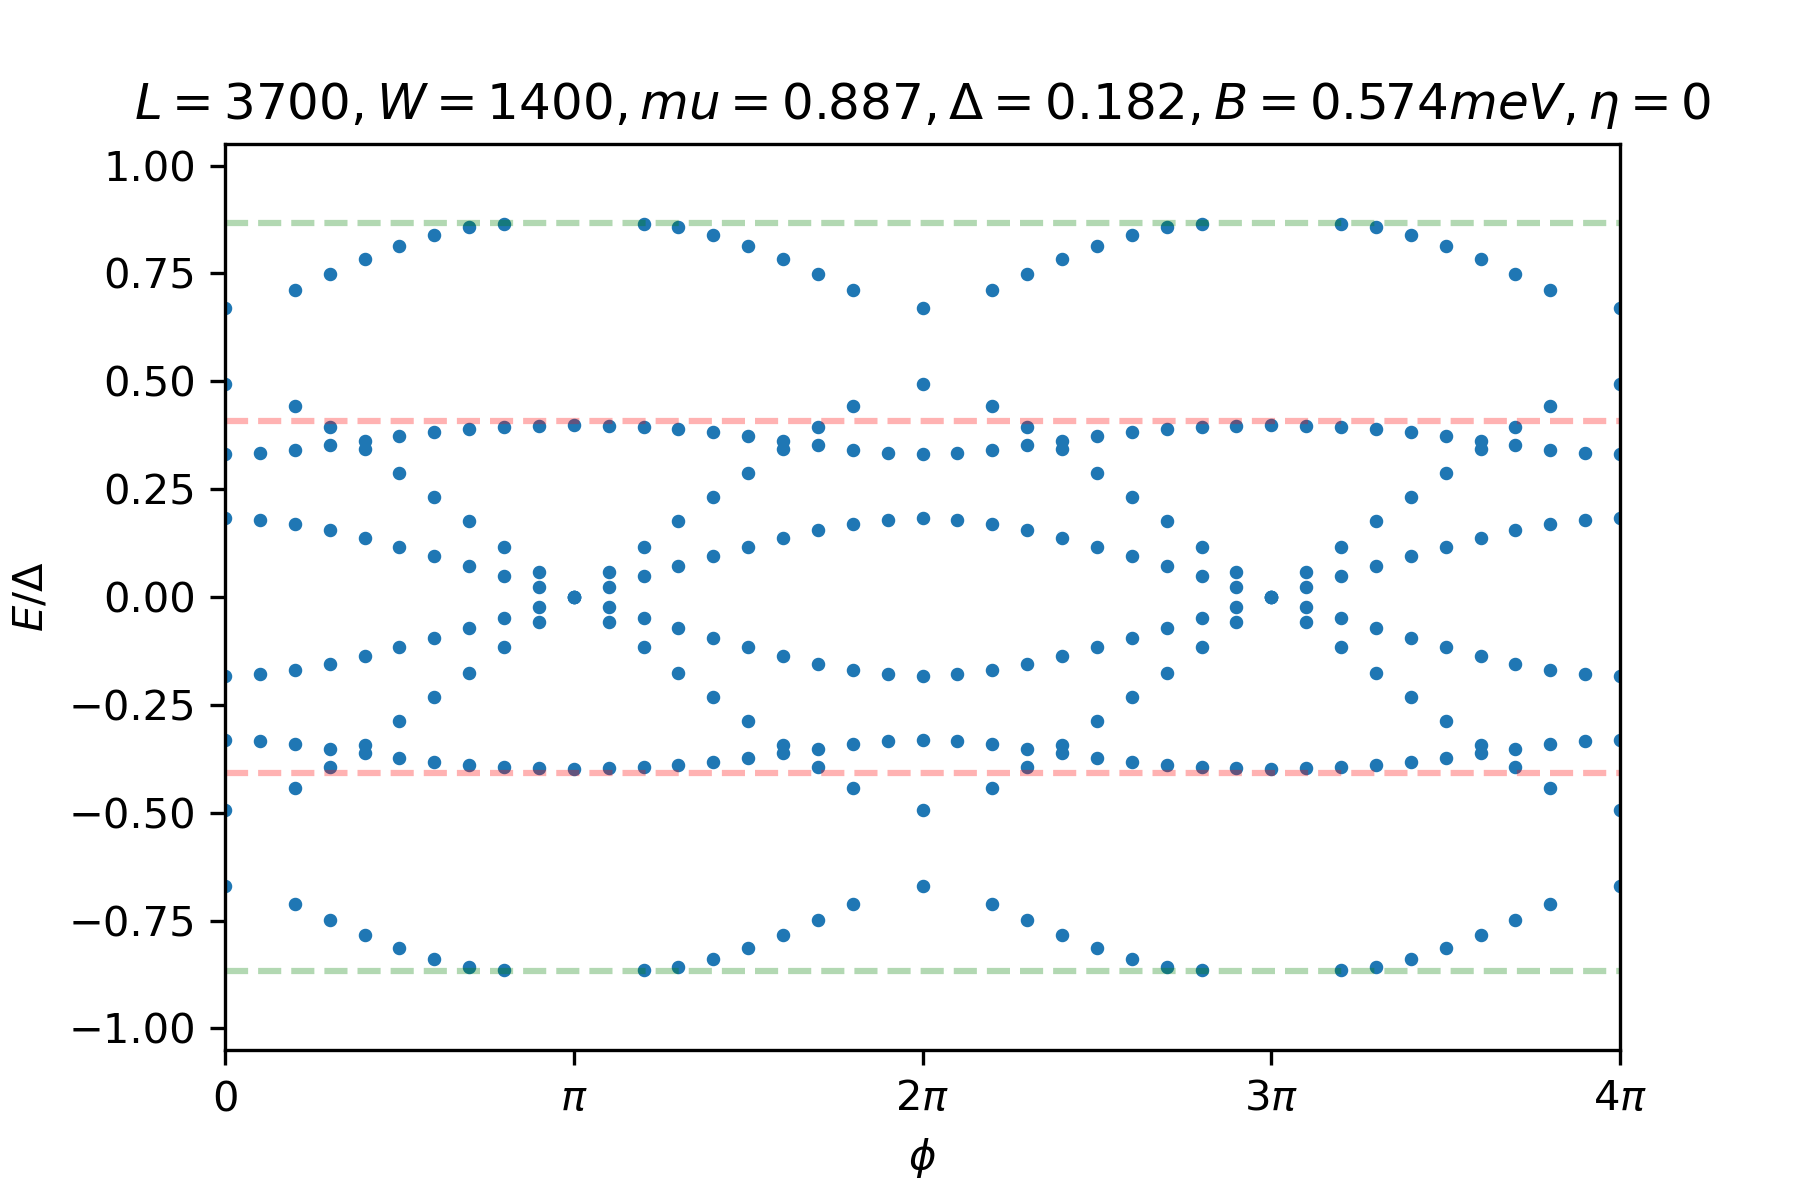 L = 3700, W = 1400, mu = 0.887, Δ = 0.182, B = 0.574meV, η = 0
1.00
0.75
0.50
0.25
0.00
−0.25
−0.50
−0.75
−1.00
E/Δ
0 π 2π 3π 4π
ϕ